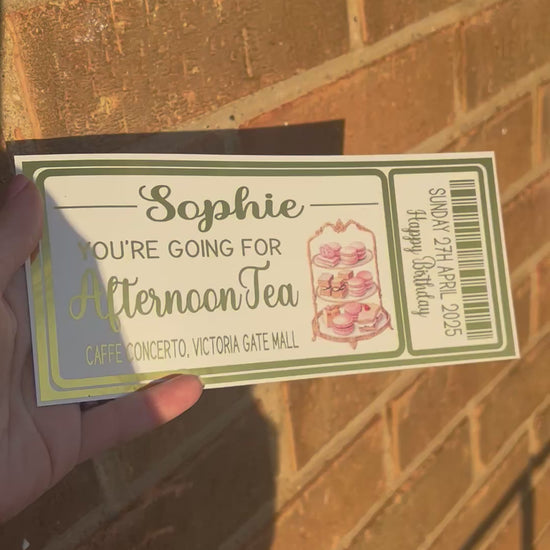 Sophie
YOU'RE GOING FOR
Afternoon Tea
CAFFE CONCERTO, VICTORIA GATE MALL
SUNDAY 27TH APRIL 2025
Happy Birthday